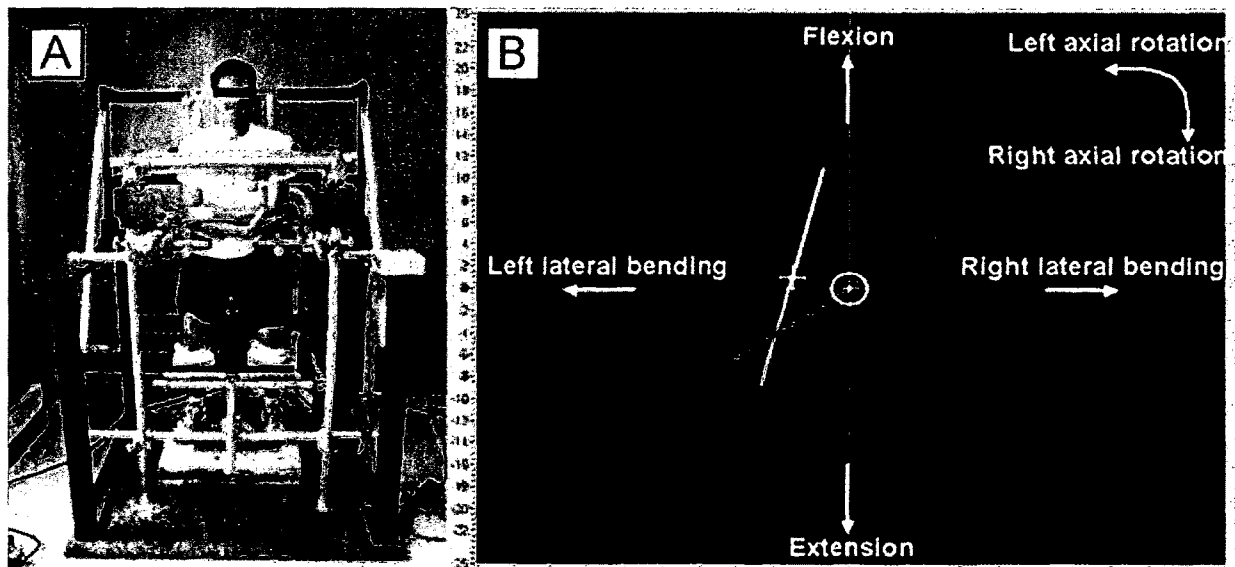 A
B
Flexion
Left axial rotation
Right axial rotation
Left lateral bending
Right lateral bending
Extension